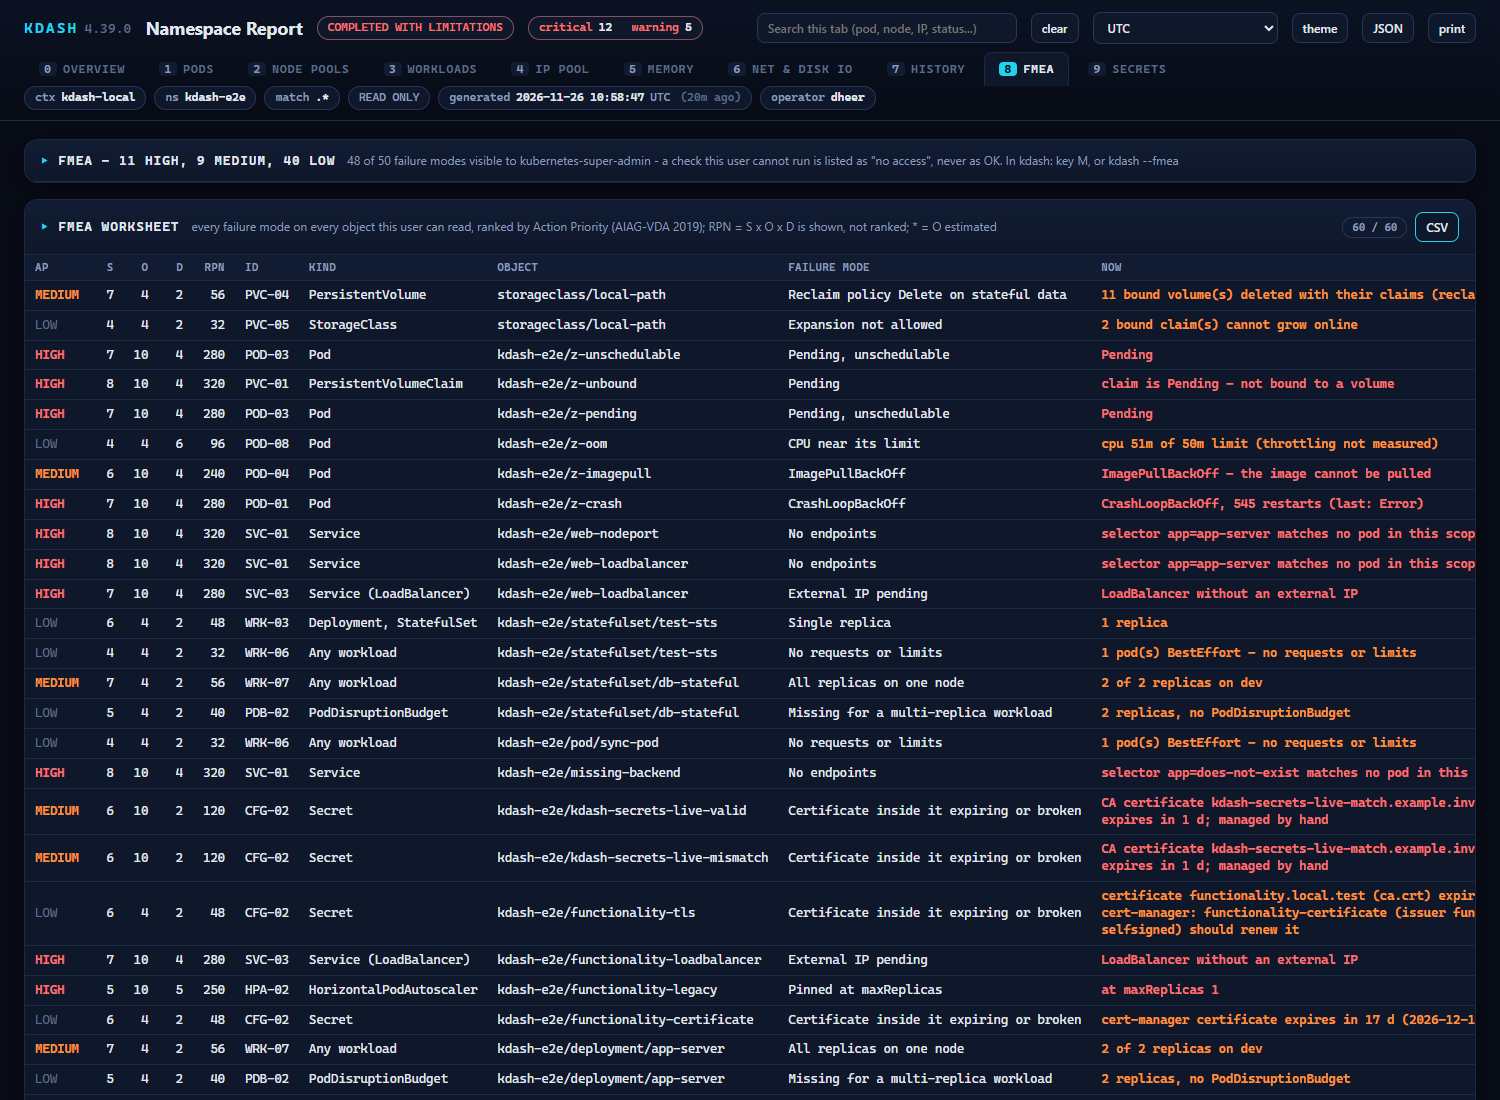 KDASH 4.39.0 Namespace Report COMPLETED WITH LIMITATIONS critical 12 warning 5 Search this tab (pod, node, IP, status...) clear UTC theme JSON print
0 OVERVIEW 1 PODS 2 NODE POOLS 3 WORKLOADS 4 IP POOL 5 MEMORY 6 NET & DISK IO 7 HISTORY 8 FMEA 9 SECRETS
ctx kdash-local ns kdash-e2e match .* READ ONLY generated 2026-11-26 10:58:47 UTC (20m ago) operator dheer
FMEA - 11 HIGH, 9 MEDIUM, 40 LOW 48 of 50 failure modes visible to kubernetes-super-admin - a check this user cannot run is listed as "no access", never as OK. In kdash: key M, or kdash --fmea
FMEA WORKSHEET every failure mode on every object this user can read, ranked by Action Priority (AIAG-VDA 2019); RPN = S x O x D is shown, not ranked; * = O estimated 60 / 60 CSV
AP S O D RPN ID KIND OBJECT FAILURE MODE NOW
MEDIUM 7 4 2 56 PVC-04 PersistentVolume storageclass/local-path Reclaim policy Delete on stateful data 11 bound volume(s) deleted with their claims (recla
LOW 4 4 2 32 PVC-05 StorageClass storageclass/local-path Expansion not allowed 2 bound claim(s) cannot grow online
HIGH 7 10 4 280 POD-03 Pod kdash-e2e/z-unschedulable Pending, unschedulable Pending
HIGH 8 10 4 320 PVC-01 PersistentVolumeClaim kdash-e2e/z-unbound Pending claim is Pending — not bound to a volume
HIGH 7 10 4 280 POD-03 Pod kdash-e2e/z-pending Pending, unschedulable Pending
LOW 4 4 6 96 POD-08 Pod kdash-e2e/z-oom CPU near its limit cpu 51m of 50m limit (throttling not measured)
MEDIUM 6 10 4 240 POD-04 Pod kdash-e2e/z-imagepull ImagePullBackOff ImagePullBackOff — the image cannot be pulled
HIGH 7 10 4 280 POD-01 Pod kdash-e2e/z-crash CrashLoopBackOff CrashLoopBackOff, 545 restarts (last: Error)
HIGH 8 10 4 320 SVC-01 Service kdash-e2e/web-nodeport No endpoints selector app=app-server matches no pod in this scop
HIGH 8 10 4 320 SVC-01 Service kdash-e2e/web-loadbalancer No endpoints selector app=app-server matches no pod in this scop
HIGH 7 10 4 280 SVC-03 Service (LoadBalancer) kdash-e2e/web-loadbalancer External IP pending LoadBalancer without an external IP
LOW 6 4 2 48 WRK-03 Deployment, StatefulSet kdash-e2e/statefulset/test-sts Single replica 1 replica
LOW 4 4 2 32 WRK-06 Any workload kdash-e2e/statefulset/test-sts No requests or limits 1 pod(s) BestEffort — no requests or limits
MEDIUM 7 4 2 56 WRK-07 Any workload kdash-e2e/statefulset/db-stateful All replicas on one node 2 of 2 replicas on dev
LOW 5 4 2 40 PDB-02 PodDisruptionBudget kdash-e2e/statefulset/db-stateful Missing for a multi-replica workload 2 replicas, no PodDisruptionBudget
LOW 4 4 2 32 WRK-06 Any workload kdash-e2e/pod/sync-pod No requests or limits 1 pod(s) BestEffort — no requests or limits
HIGH 8 10 4 320 SVC-01 Service kdash-e2e/missing-backend No endpoints selector app=does-not-exist matches no pod in this
MEDIUM 6 10 2 120 CFG-02 Secret kdash-e2e/kdash-secrets-live-valid Certificate inside it expiring or broken CA certificate kdash-secrets-live-match.example.inv
expires in 1 d; managed by hand
MEDIUM 6 10 2 120 CFG-02 Secret kdash-e2e/kdash-secrets-live-mismatch Certificate inside it expiring or broken CA certificate kdash-secrets-live-match.example.inv
expires in 1 d; managed by hand
certificate functionality.local.test (ca.crt) expir
LOW 6 4 2 48 CFG-02 Secret kdash-e2e/functionality-tls Certificate inside it expiring or broken cert-manager: functionality-certificate (issuer fun
selfsigned) should renew it
HIGH 7 10 4 280 SVC-03 Service (LoadBalancer) kdash-e2e/functionality-loadbalancer External IP pending LoadBalancer without an external IP
HIGH 5 10 5 250 HPA-02 HorizontalPodAutoscaler kdash-e2e/functionality-legacy Pinned at maxReplicas at maxReplicas 1
LOW 6 4 2 48 CFG-02 Secret kdash-e2e/functionality-certificate Certificate inside it expiring or broken cert-manager certificate expires in 17 d (2026-12-1
MEDIUM 7 4 2 56 WRK-07 Any workload kdash-e2e/deployment/app-server All replicas on one node 2 of 2 replicas on dev
LOW 5 4 2 40 PDB-02 PodDisruptionBudget kdash-e2e/deployment/app-server Missing for a multi-replica workload 2 replicas, no PodDisruptionBudget